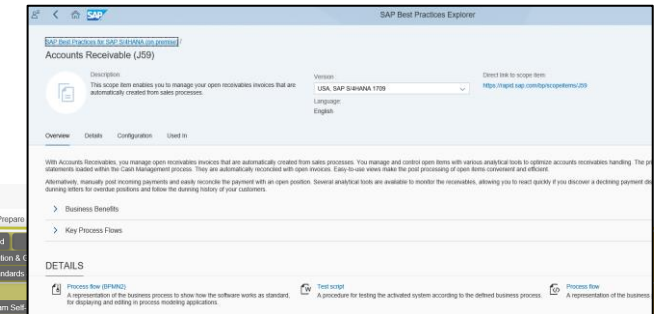 SAP
SAP Best Practices Explorer
SAP Best Practices for SAP S/4HANA (on premise) /
Accounts Receivable (J59)
Description
This scope item enables you to manage your open receivables invoices that are
automatically created from sales processes.
Version
USA, SAP S/4HANA 1709
Language
English
Direct link to scope item
https://rapid.sap.com/bp/scopeitems/J59
Overview Details Configuration Used In
With Accounts Receivables, you manage open receivables invoices that are automatically created from sales processes. You manage and control open items with various analytical tools to optimize accounts receivables handling. The pr
statements loaded within the Cash Management process. They are automatically reconciled with open invoices. Easy-to-use views make the post processing of open items convenient and efficient.
Alternatively, manually post incoming payments and easily reconcile the payment with an open position. Several analytical tools are available to monitor the receivables, allowing you to react quickly if you discover a declining payment de
dunning letters for overdue positions and follow the dunning history of your customers.
Business Benefits
Key Process Flows
DETAILS
Process flow (BPMN2)
A representation of the business process to show how the software works as standard,
for displaying and editing in process modeling applications.
Test script
A procedure for testing the activated system according to the defined business process.
Process flow
A representation of the business
Prepare
d
tion & G
ndards
am Self-